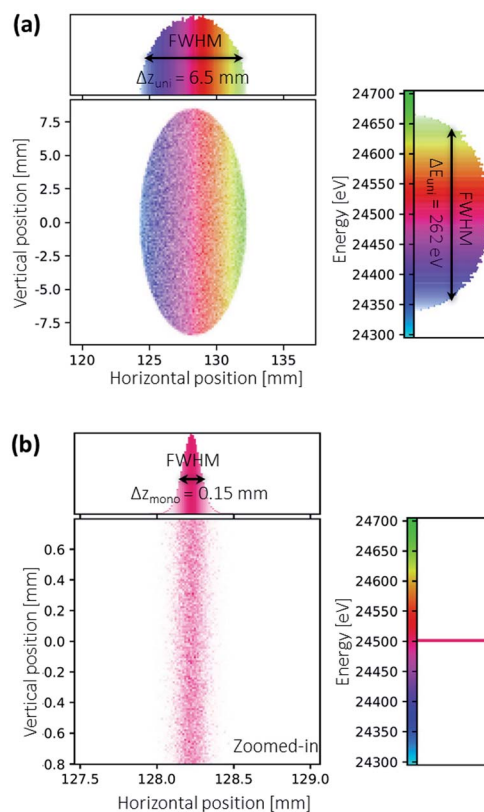 (a)
FWHM
Δz_uni = 6.5 mm
7.5
5.0
2.5
0.0
-2.5
-5.0
-7.5
Vertical position [mm]
120 125 130 135
Horizontal position [mm]
24700
24650
24600
24550
24500
24450
24400
24350
24300
Energy [eV]
FWHM
ΔE_uni = 262 eV
(b)
FWHM
Δz_mono = 0.15 mm
0.6
0.4
0.2
0.0
-0.2
-0.4
-0.6
-0.8
Vertical position [mm]
Zoomed-in
127.5 128.0 128.5 129.0
Horizontal position [mm]
24700
24650
24600
24550
24500
24450
24400
24350
24300
Energy [eV]